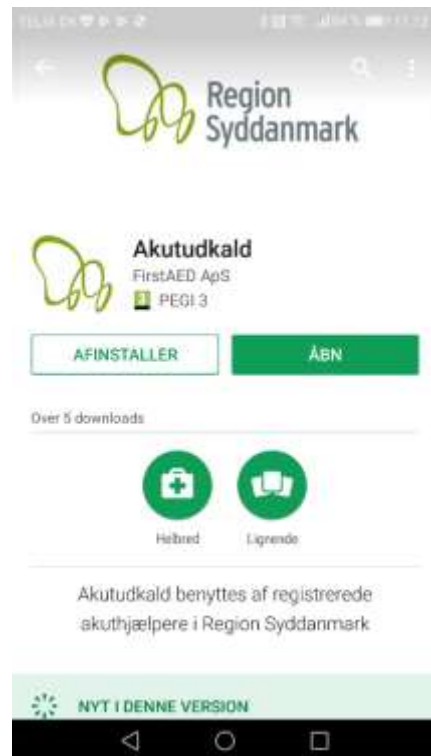 Region
Syddanmark
Akutudkald
FirstAED ApS
3 PEGI 3
AFINSTALLER
ÅBN
Over 5 downloads
Helbred
Lignende
Akutudkald benyttes af registrerede
akuthjælpere i Region Syddanmark
NYT I DENNE VERSION